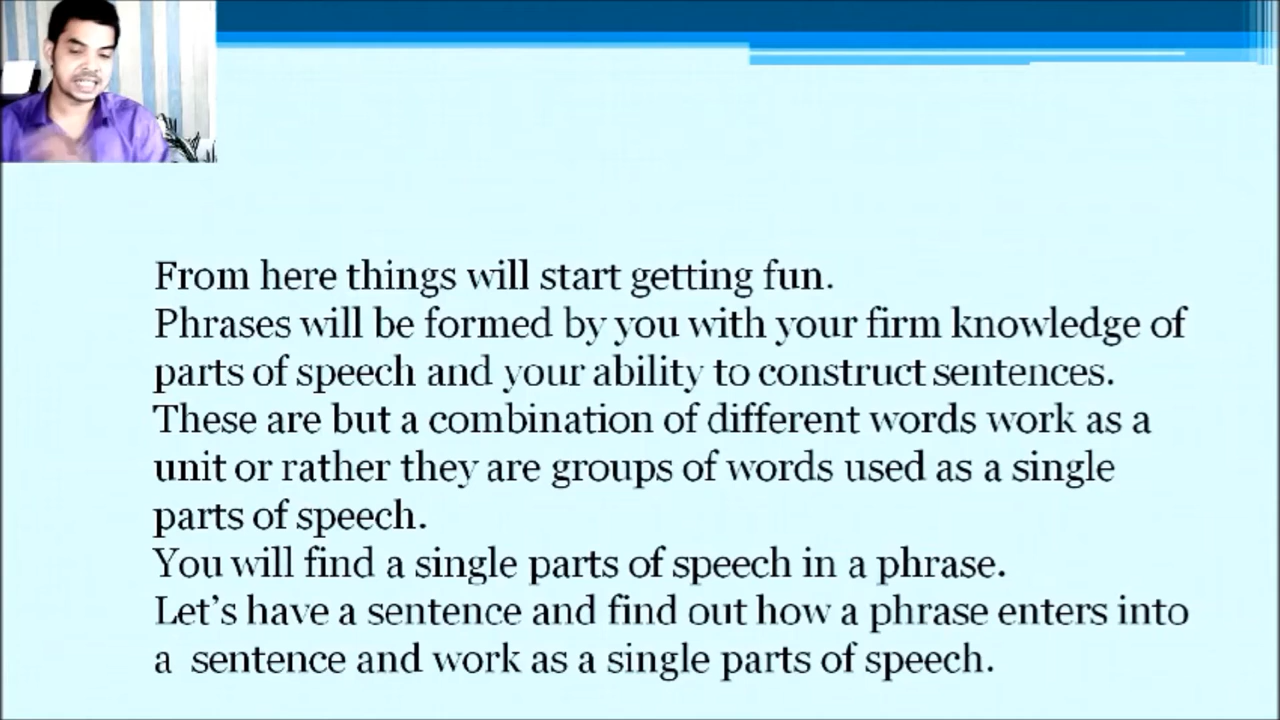 From here things will start getting fun.
Phrases will be formed by you with your firm knowledge of
parts of speech and your ability to construct sentences.
These are but a combination of different words work as a
unit or rather they are groups of words used as a single
parts of speech.
You will find a single parts of speech in a phrase.
Let’s have a sentence and find out how a phrase enters into
a  sentence and work as a single parts of speech.